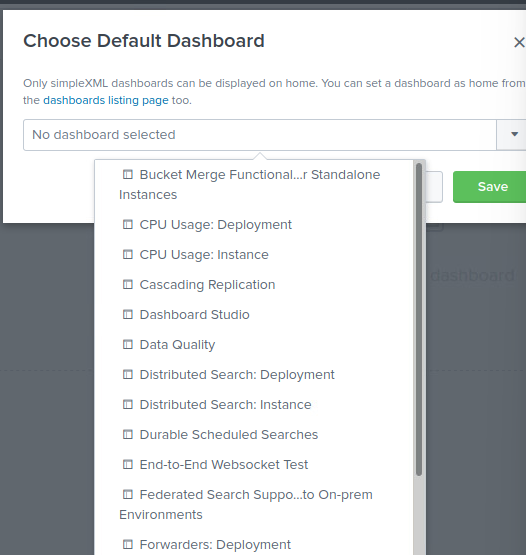 Choose Default Dashboard
Only simpleXML dashboards can be displayed on home. You can set a dashboard as home from
the dashboards listing page too.
No dashboard selected
Save
Bucket Merge Functional...r Standalone
Instances
CPU Usage: Deployment
CPU Usage: Instance
dashboard
Cascading Replication
Dashboard Studio
Data Quality
Distributed Search: Deployment
Distributed Search: Instance
Durable Scheduled Searches
End-to-End Websocket Test
Federated Search Suppo...to On-prem
Environments
Forwarders: Deployment